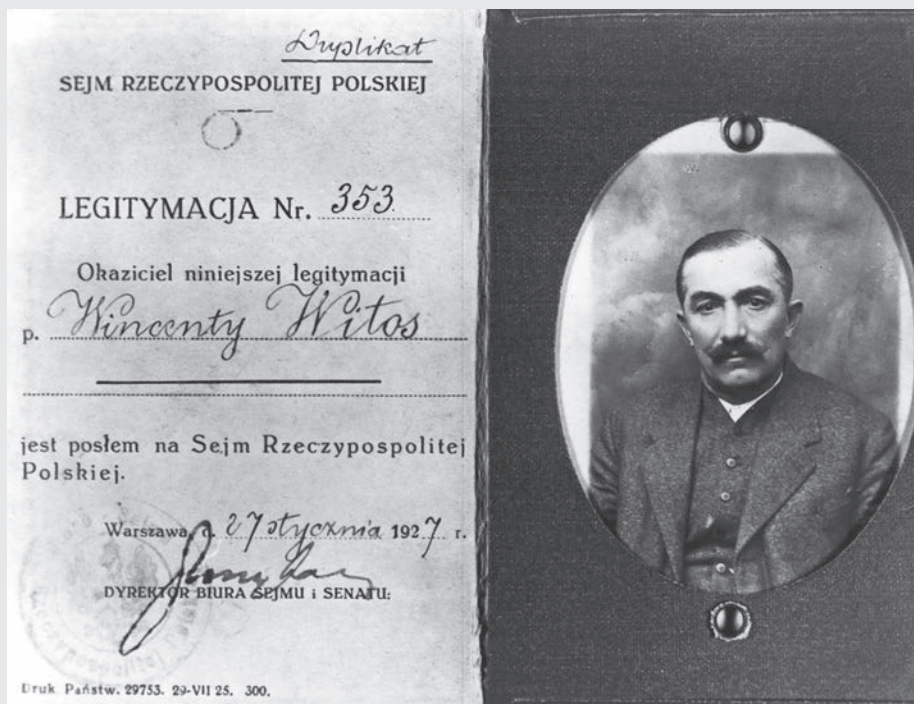 Duplikat
SEJM RZECZYPOSPOLITEJ POLSKIEJ
LEGITYMACJA Nr. 353.
Okaziciel niniejszej legitymacji
p. Wincenty Witos
jest posłem na Sejm Rzeczypospolitej
Polskiej.
Warszawa, d. 27 stycznia 1927 r.
DYREKTOR BIURA SEJMU i SENATU:
Druk. Państw. 29753. 29-VII 25. 300.